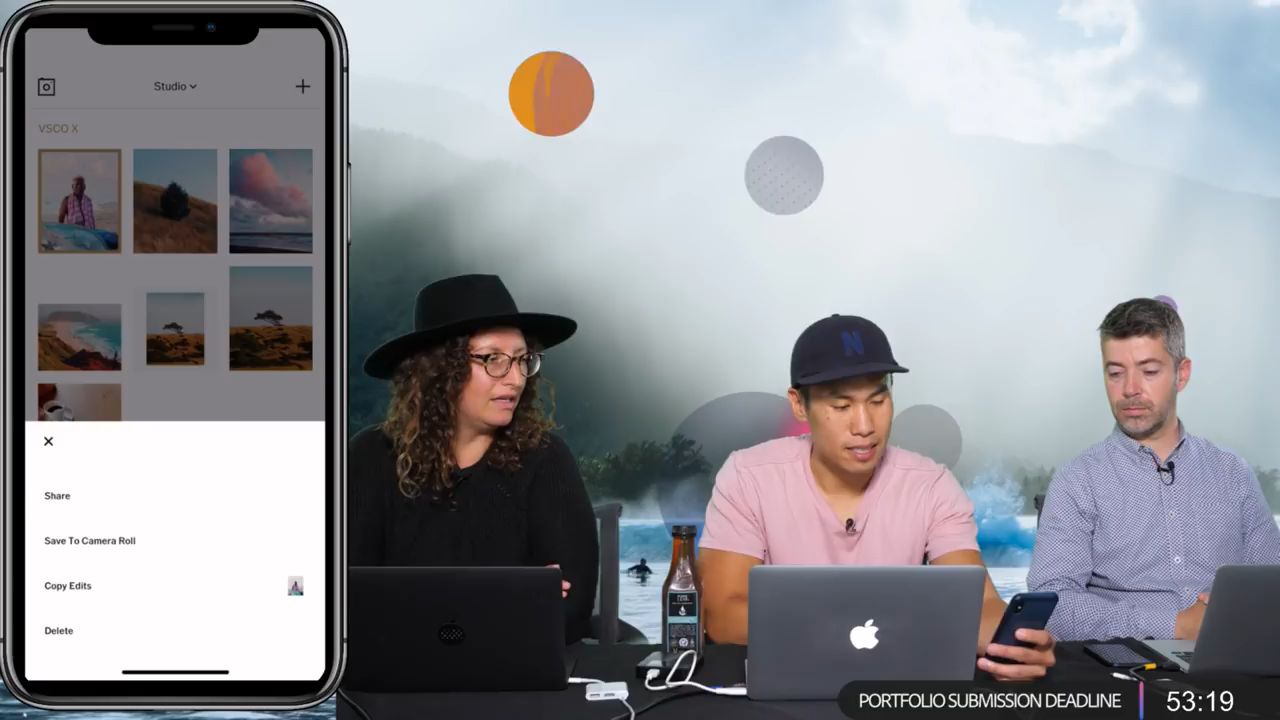 Studio
VSCO X
Share
Save To Camera Roll
Copy Edits
Delete
N
PORTFOLIO SUBMISSION DEADLINE 53:19